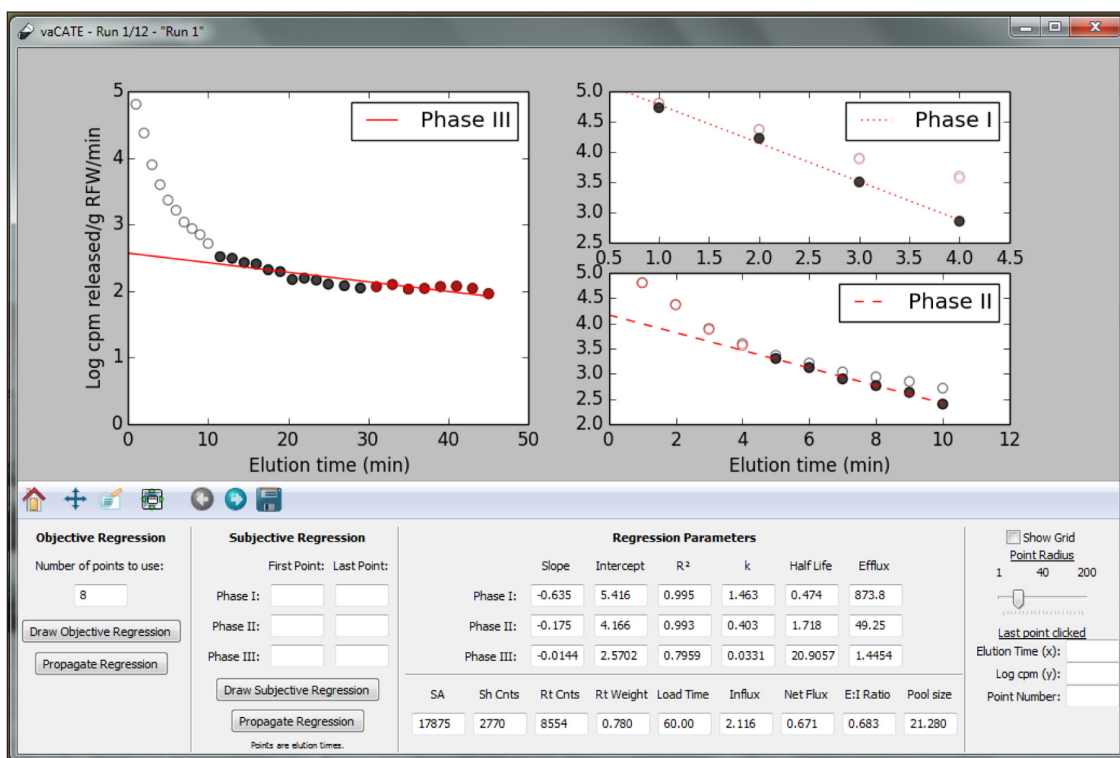 vaCATE - Run 1/12 - "Run 1"
Log cpm released/g RFW/min
5
4
3
2
1
0
Phase III
0 10 20 30 40 50
Elution time (min)
5.0
4.5
4.0
3.5
3.0
2.5
Phase I
0.5 1.0 1.5 2.0 2.5 3.0 3.5 4.0 4.5
5.0
4.5
4.0
3.5
3.0
2.5
2.0
Phase II
0 2 4 6 8 10 12
Elution time (min)
Objective Regression
Number of points to use:
8
Draw Objective Regression
Propagate Regression
Subjective Regression
First Point: Last Point:
Phase I:
Phase II:
Phase III:
Draw Subjective Regression
Propagate Regression
Points are elution times.
Regression Parameters
Slope Intercept R² k Half Life Efflux
Phase I: -0.635 5.416 0.995 1.463 0.474 873.8
Phase II: -0.175 4.166 0.993 0.403 1.718 49.25
Phase III: -0.0144 2.5702 0.7959 0.0331 20.9057 1.4454
SA Sh Cnts Rt Cnts Rt Weight Load Time Influx Net Flux E:I Ratio Pool size
17875 2770 8554 0.780 60.00 2.116 0.671 0.683 21.280
Show Grid
Point Radius
1 40 200
Last point clicked
Elution Time (x):
Log cpm (y):
Point Number: